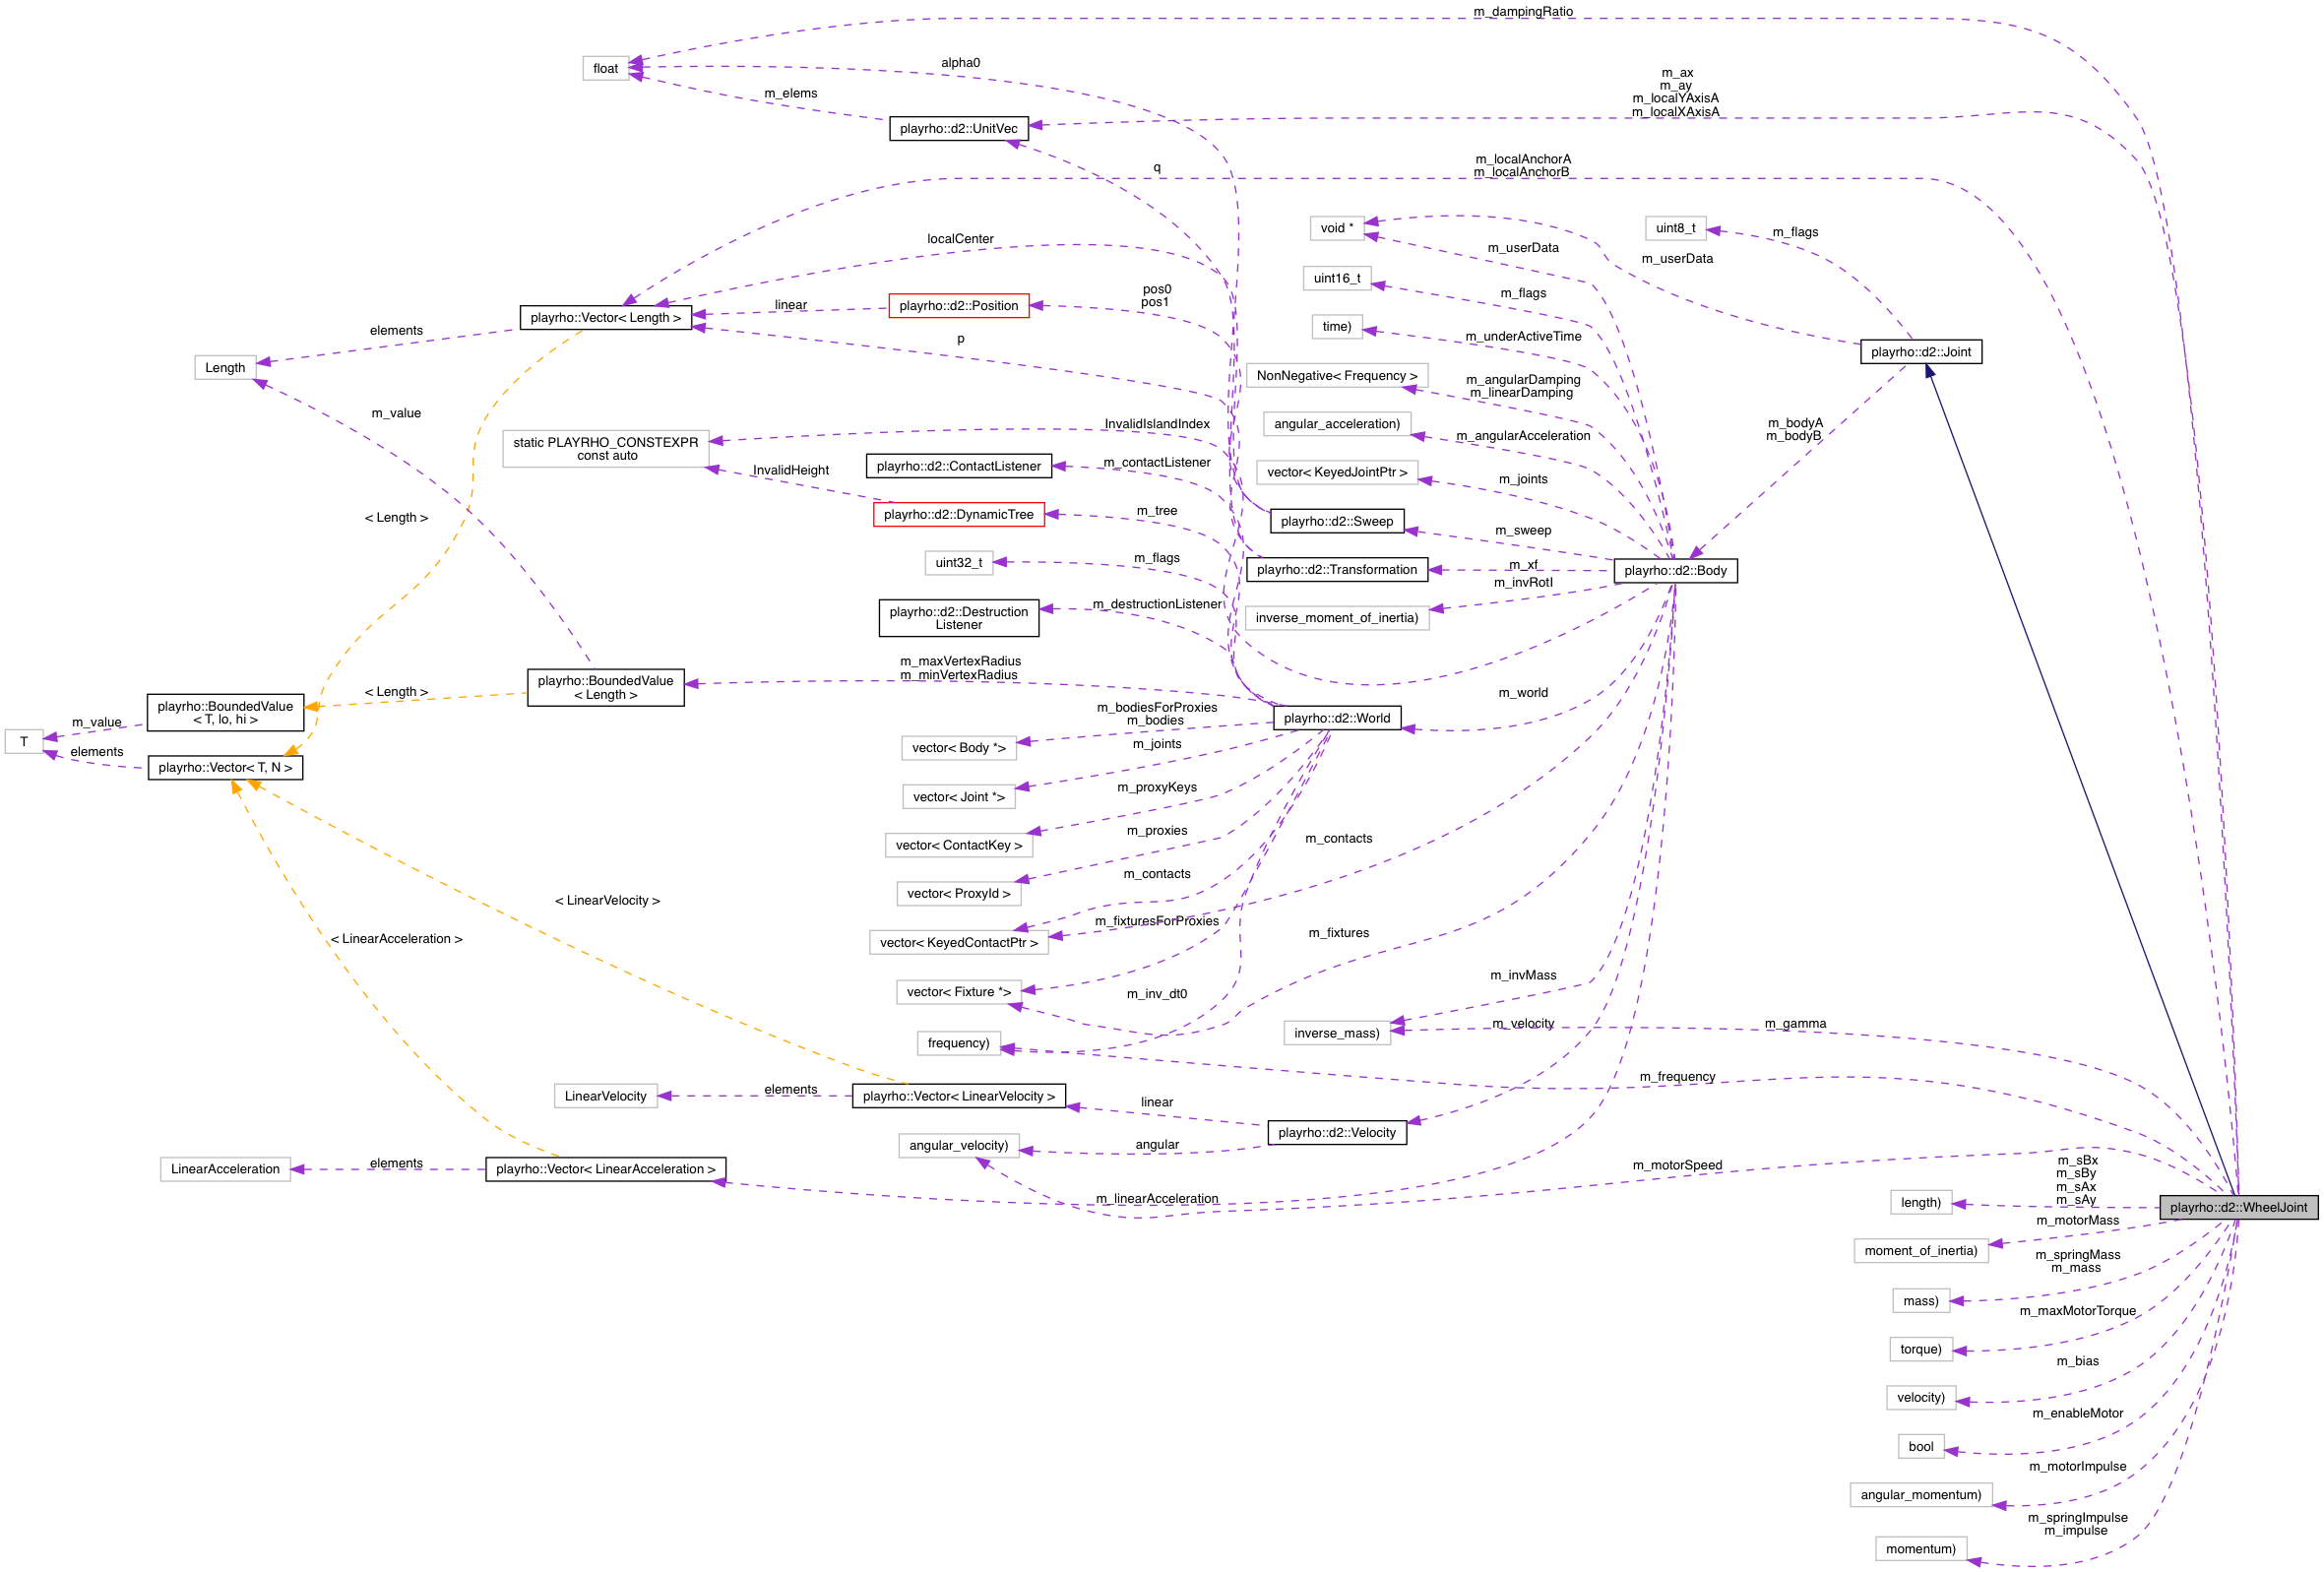 m_dampingRatio
float
alpha0
m_ax
m_ay
m_localYAxisA
m_localXAxisA
m_elems
playrho::d2::UnitVec
q
m_localAnchorA
m_localAnchorB
void *
uint8_t
m_flags
localCenter
m_userData
m_userData
uint16_t
pos0
pos1
m_flags
playrho::d2::Position
linear
playrho::Vector< Length >
elements
time)
p
m_underActiveTime
playrho::d2::Joint
Length
NonNegative< Frequency >
m_angularDamping
m_linearDamping
m_value
InvalidIslandIndex
angular_acceleration)
m_bodyA
m_bodyB
m_angularAcceleration
static PLAYRHO_CONSTEXPR
const auto
playrho::d2::ContactListener
m_contactListener
InvalidHeight
vector< KeyedJointPtr >
m_joints
playrho::d2::DynamicTree
m_tree
< Length >
playrho::d2::Sweep
m_sweep
uint32_t
m_flags
playrho::d2::Transformation
m_xf
playrho::d2::Body
m_invRotI
playrho::d2::Destruction
Listener
m_destructionListener
inverse_moment_of_inertia)
m_maxVertexRadius
m_minVertexRadius
playrho::BoundedValue
< Length >
< Length >
m_world
playrho::BoundedValue
< T, lo, hi >
m_value
m_bodiesForProxies
m_bodies
playrho::d2::World
T
elements
vector< Body *>
m_joints
playrho::Vector< T, N >
m_proxyKeys
vector< Joint *>
m_proxies
m_contacts
vector< ContactKey >
m_contacts
vector< ProxyId >
< LinearVelocity >
m_fixturesForProxies
m_fixtures
< LinearAcceleration >
vector< KeyedContactPtr >
m_invMass
vector< Fixture *>
m_inv_dt0
m_velocity
m_gamma
inverse_mass)
frequency)
m_frequency
LinearVelocity
elements
playrho::Vector< LinearVelocity >
linear
playrho::d2::Velocity
angular_velocity)
angular
LinearAcceleration
elements
playrho::Vector< LinearAcceleration >
m_motorSpeed
m_sBx
m_sBy
m_sAx
m_sAy
m_linearAcceleration
length)
playrho::d2::WheelJoint
m_motorMass
moment_of_inertia)
m_springMass
m_mass
mass)
m_maxMotorTorque
torque)
m_bias
velocity)
m_enableMotor
bool
m_motorImpulse
angular_momentum)
m_springImpulse
m_impulse
momentum)